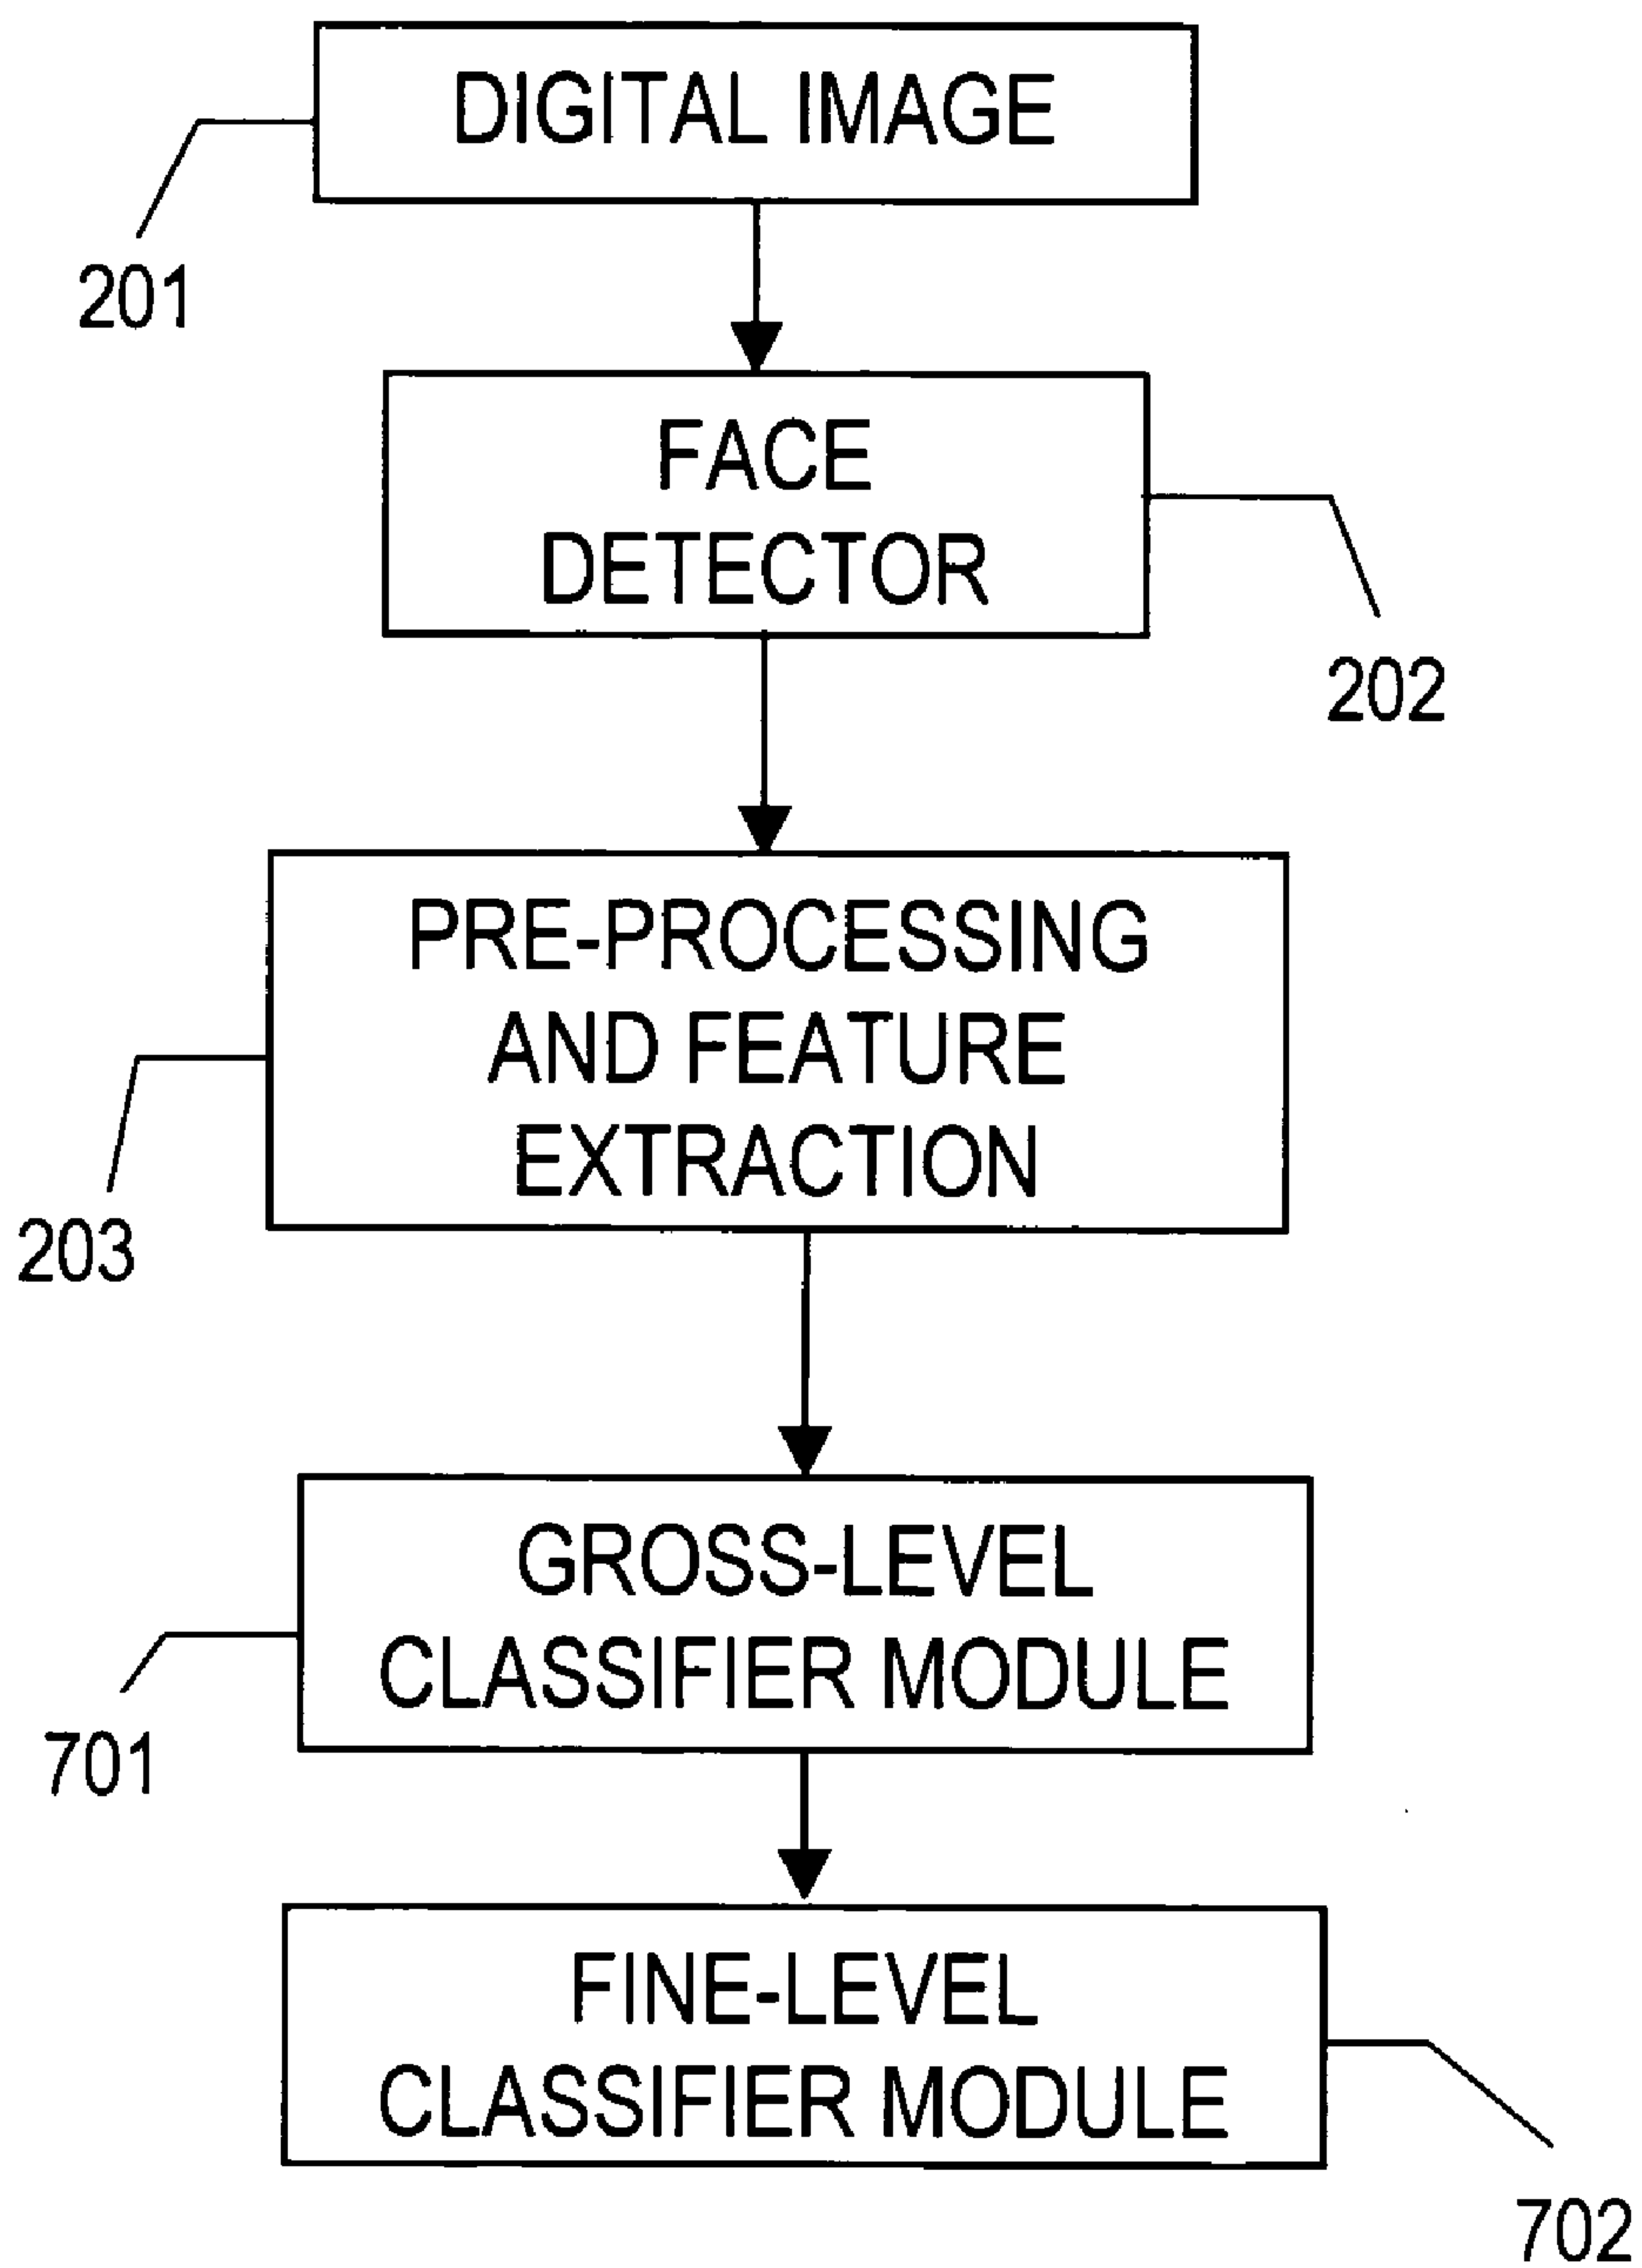 DIGITAL IMAGE
201
FACE
DETECTOR
202
PRE-PROCESSING
AND FEATURE
EXTRACTION
203
GROSS-LEVEL
CLASSIFIER MODULE
701
FINE-LEVEL
CLASSIFIER MODULE
702